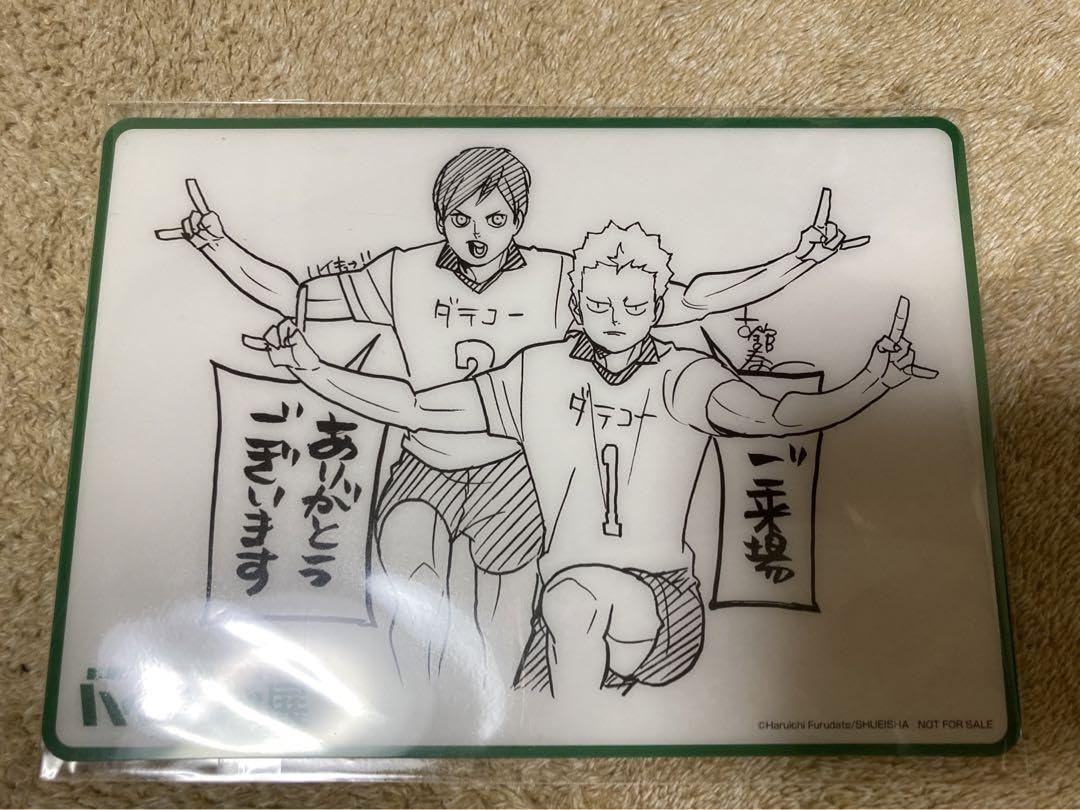 ハイキュー!!
ダテコー
2
古舘春一
ダテコー
1
ご来場
ありがとう
ございます
ハ
展
©Haruichi Furudate/SHUEISHA NOT FOR SALE